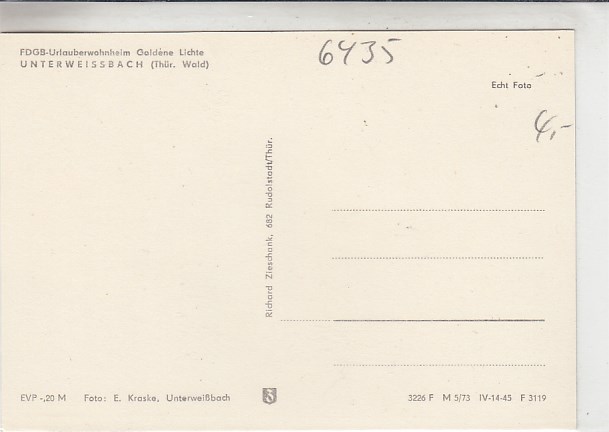 FDGB-Urlauberwohnheim Goldene Lichte
UNTERWEISSBACH (Thür. Wald)
6435
Echt Foto
4,-
Richard Zieschank, 682 Rudolstadt/Thür.
EVP -,20 M Foto: E. Kraske, Unterweißbach
3226 F M 5/73 IV-14-45 F 3119